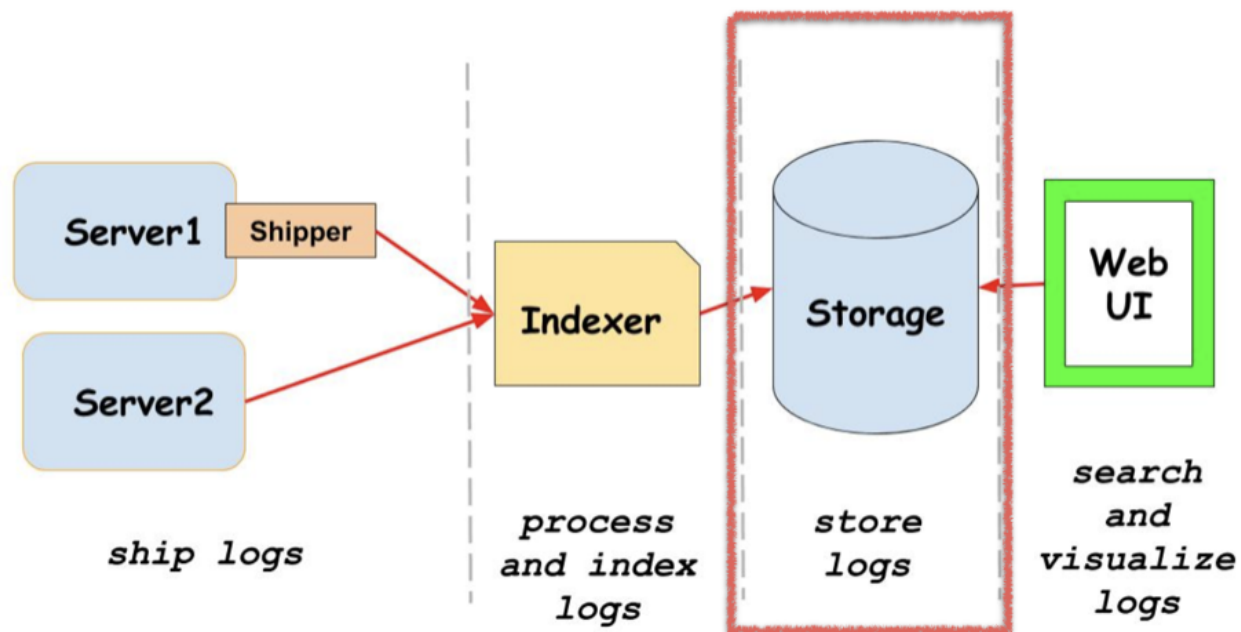 Server1
Shipper
Server2
Indexer
Storage
Web
UI
ship logs
process
and index
logs
store
logs
search
and
visualize
logs